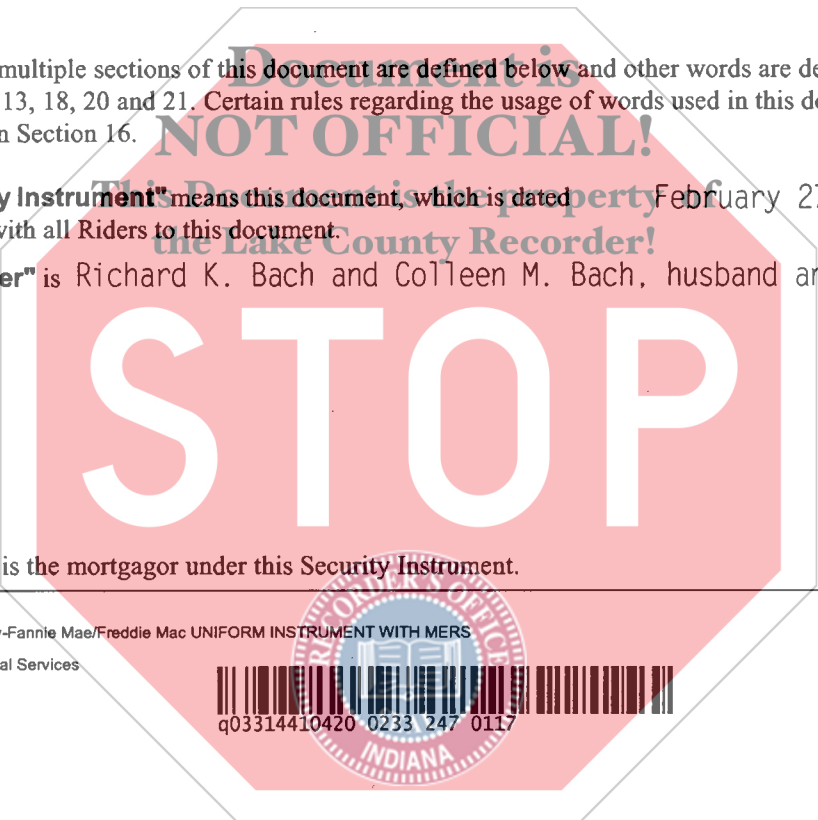 Document is
multiple sections of this document are defined below and other words are de
13, 18, 20 and 21. Certain rules regarding the usage of words used in this do
n Section 16.
NOT OFFICIAL!
This Document is the property of
y Instrument" means this document, which is dated February 27
with all Riders to this document.
the Lake County Recorder!
er" is Richard K. Bach and Colleen M. Bach, husband an
STOP
is the mortgagor under this Security Instrument.
RECORDER'S OFFICE
-Fannie Mae/Freddie Mac UNIFORM INSTRUMENT WITH MERS
al Services
q03314410420 0233 247 0117
INDIANA